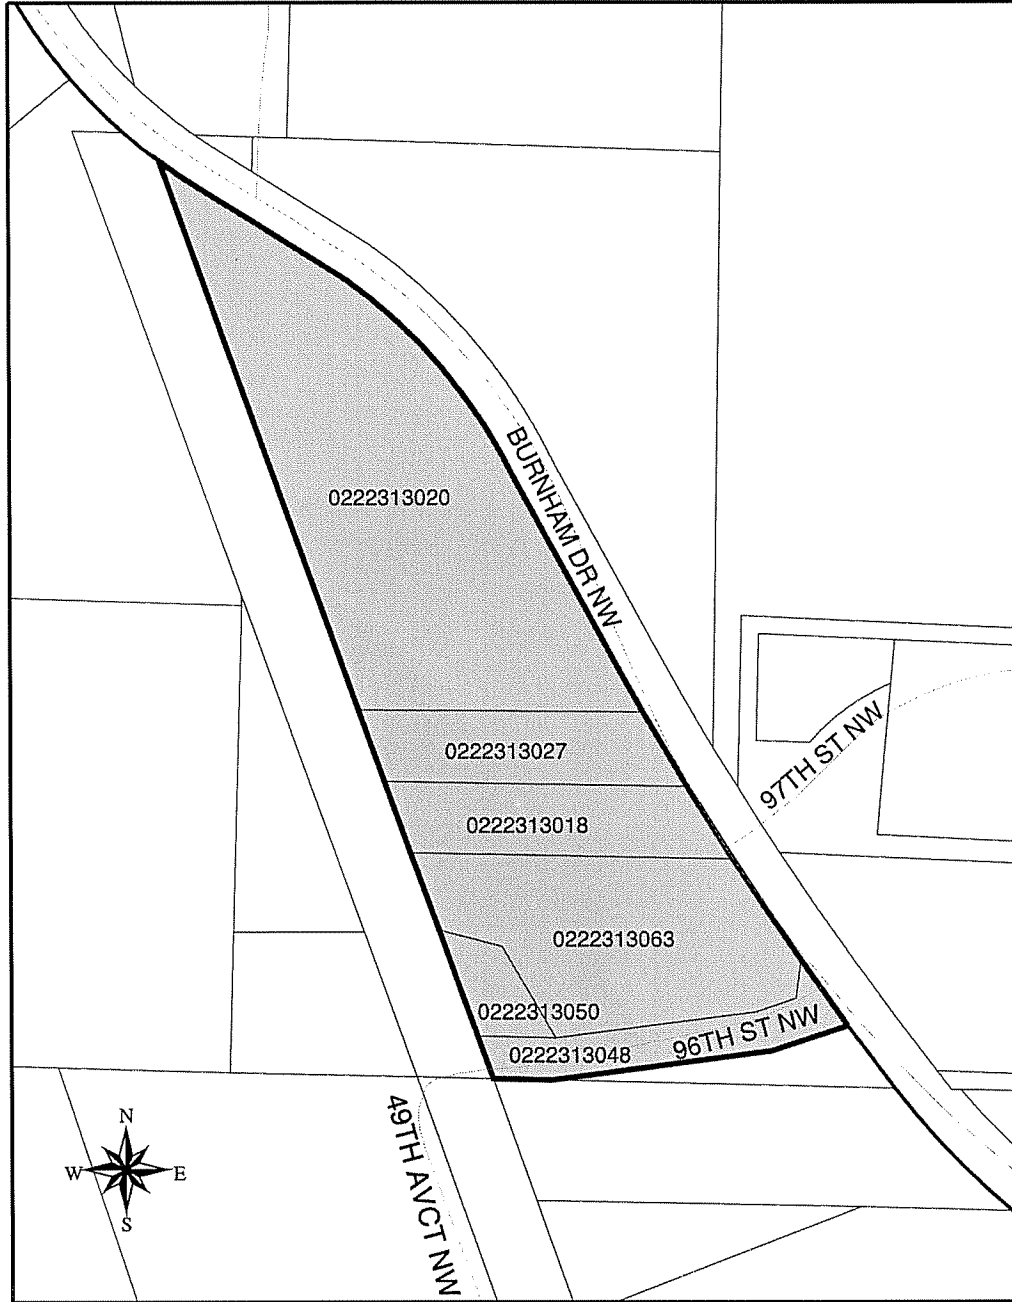 BURNHAM DR NW
0222313020
0222313027
97TH ST NW
0222313018
0222313063
0222313050
96TH ST NW
0222313048
49TH AVCT NW
N
W E
S